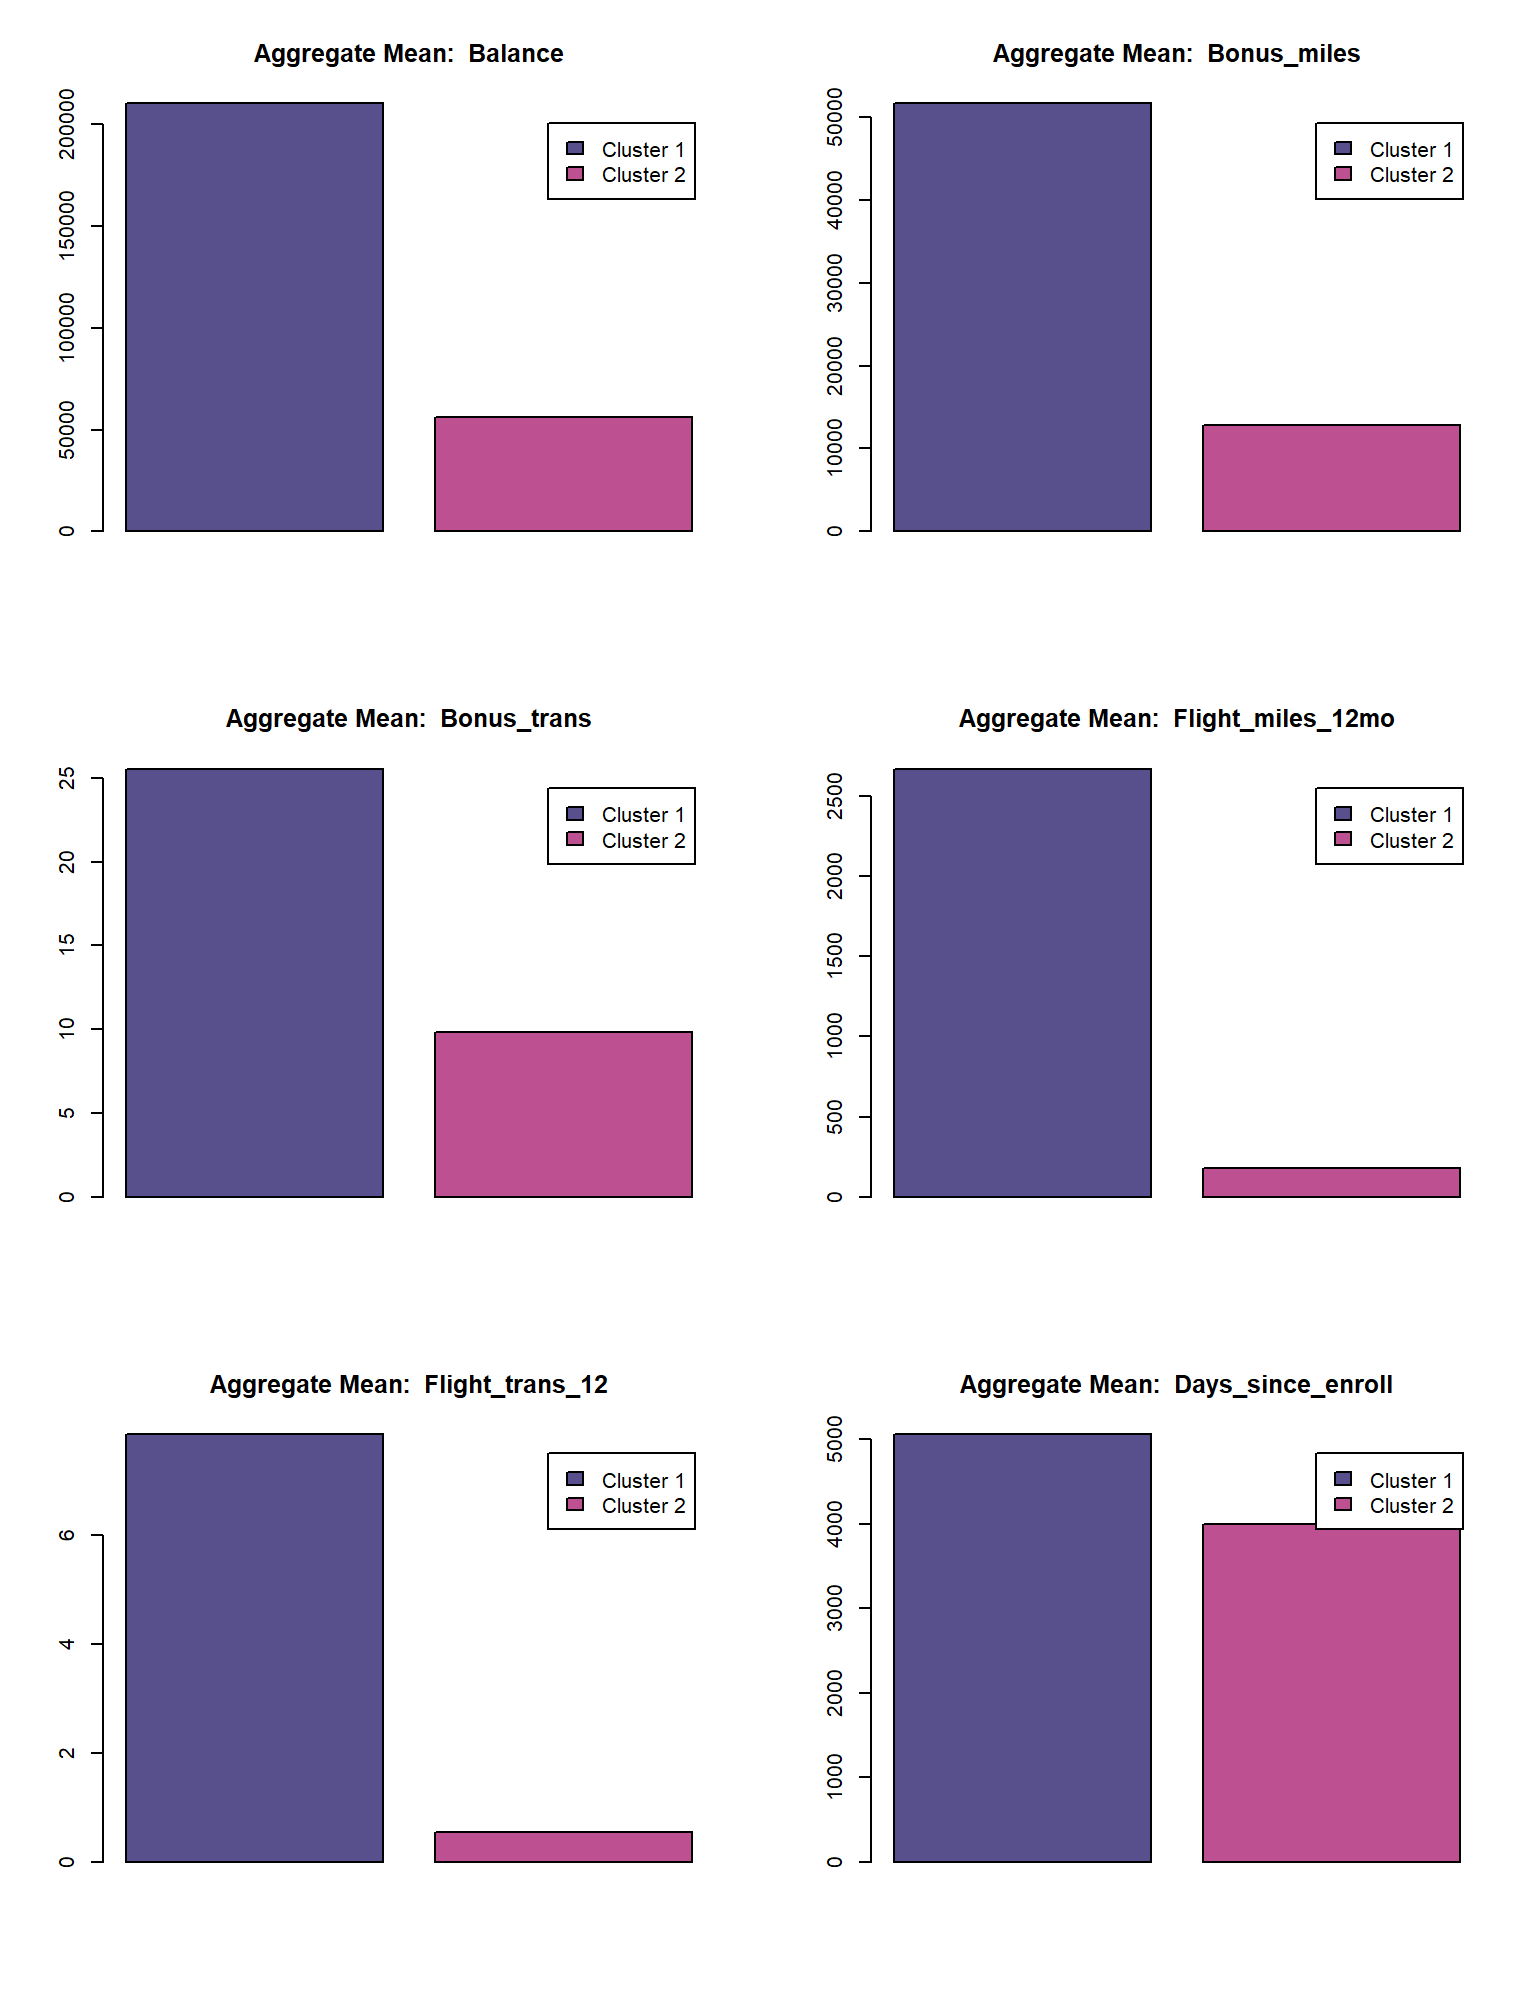 Aggregate Mean:  Balance
200000
150000
100000
50000
0
Cluster 1
Cluster 2
Aggregate Mean:  Bonus_miles
50000
40000
30000
20000
10000
0
Cluster 1
Cluster 2
Aggregate Mean:  Bonus_trans
25
20
15
10
5
0
Cluster 1
Cluster 2
Aggregate Mean:  Flight_miles_12mo
2500
2000
1500
1000
500
0
Cluster 1
Cluster 2
Aggregate Mean:  Flight_trans_12
6
4
2
0
Cluster 1
Cluster 2
Aggregate Mean:  Days_since_enroll
5000
4000
3000
2000
1000
0
Cluster 1
Cluster 2